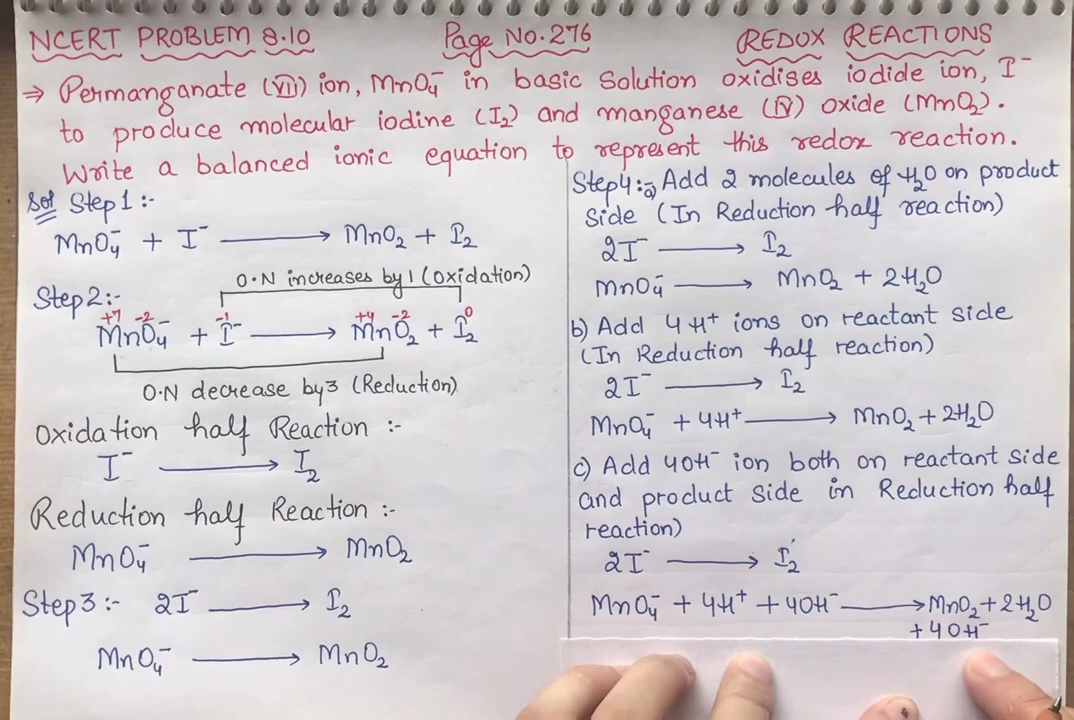 NCERT PROBLEM 8.10 Page No. 276 REDOX REACTIONS
⇒ Permanganate (VII) ion, MnO₄⁻ in basic solution oxidises iodide ion, I⁻
to produce molecular iodine (I₂) and manganese (IV) oxide (MnO₂).
Write a balanced ionic equation to represent this redox reaction.
Sol Step 1:-
MnO₄⁻ + I⁻ ⟶ MnO₂ + I₂
O.N increases by 1 (Oxidation)
Step 2:-
+7 -2 -1 +4 -2 0
MnO₄⁻ + I⁻ ⟶ MnO₂ + I₂
O.N decrease by 3 (Reduction)
Oxidation half Reaction :-
I⁻ ⟶ I₂
Reduction half Reaction :-
MnO₄⁻ ⟶ MnO₂
Step 3:- 2I⁻ ⟶ I₂
MnO₄⁻ ⟶ MnO₂
Step 4:- a) Add 2 molecules of H₂O on product
side (In Reduction half reaction)
2I⁻ ⟶ I₂
MnO₄⁻ ⟶ MnO₂ + 2H₂O
b) Add 4H⁺ ions on reactant side
(In Reduction half reaction)
2I⁻ ⟶ I₂
MnO₄⁻ + 4H⁺ ⟶ MnO₂ + 2H₂O
c) Add 4OH⁻ ion both on reactant side
and product side in Reduction half
reaction)
2I⁻ ⟶ I₂
MnO₄⁻ + 4H⁺ + 4OH⁻ ⟶ MnO₂ + 2H₂O
+ 4OH⁻